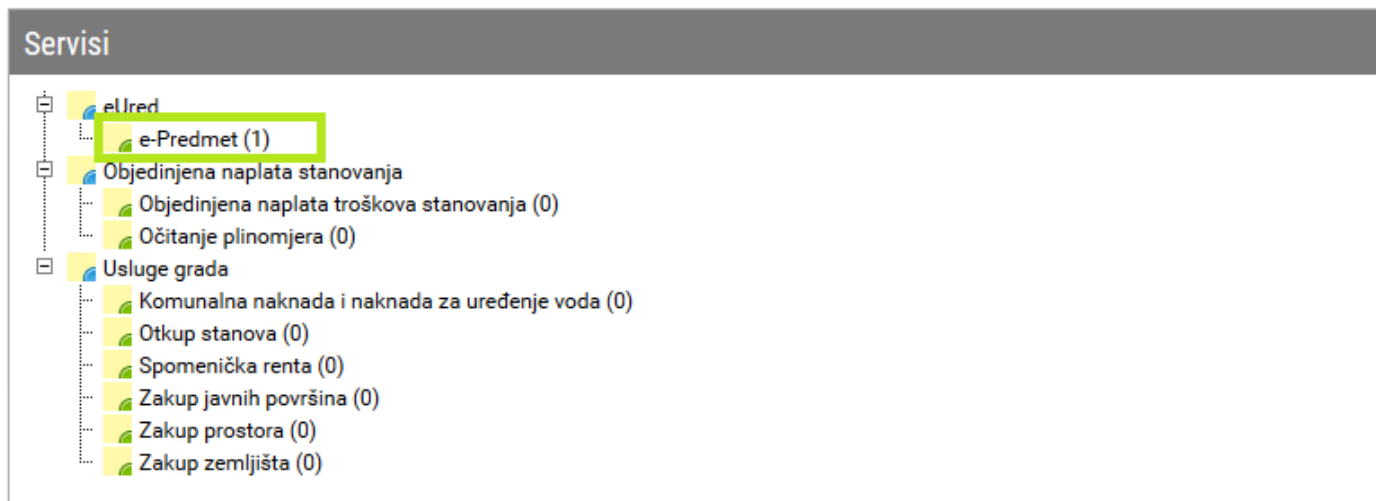 Servisi
eUred
e-Predmet (1)
Objedinjena naplata stanovanja
Objedinjena naplata troškova stanovanja (0)
Očitanje plinomjera (0)
Usluge grada
Komunalna naknada i naknada za uređenje voda (0)
Otkup stanova (0)
Spomenička renta (0)
Zakup javnih površina (0)
Zakup prostora (0)
Zakup zemljišta (0)